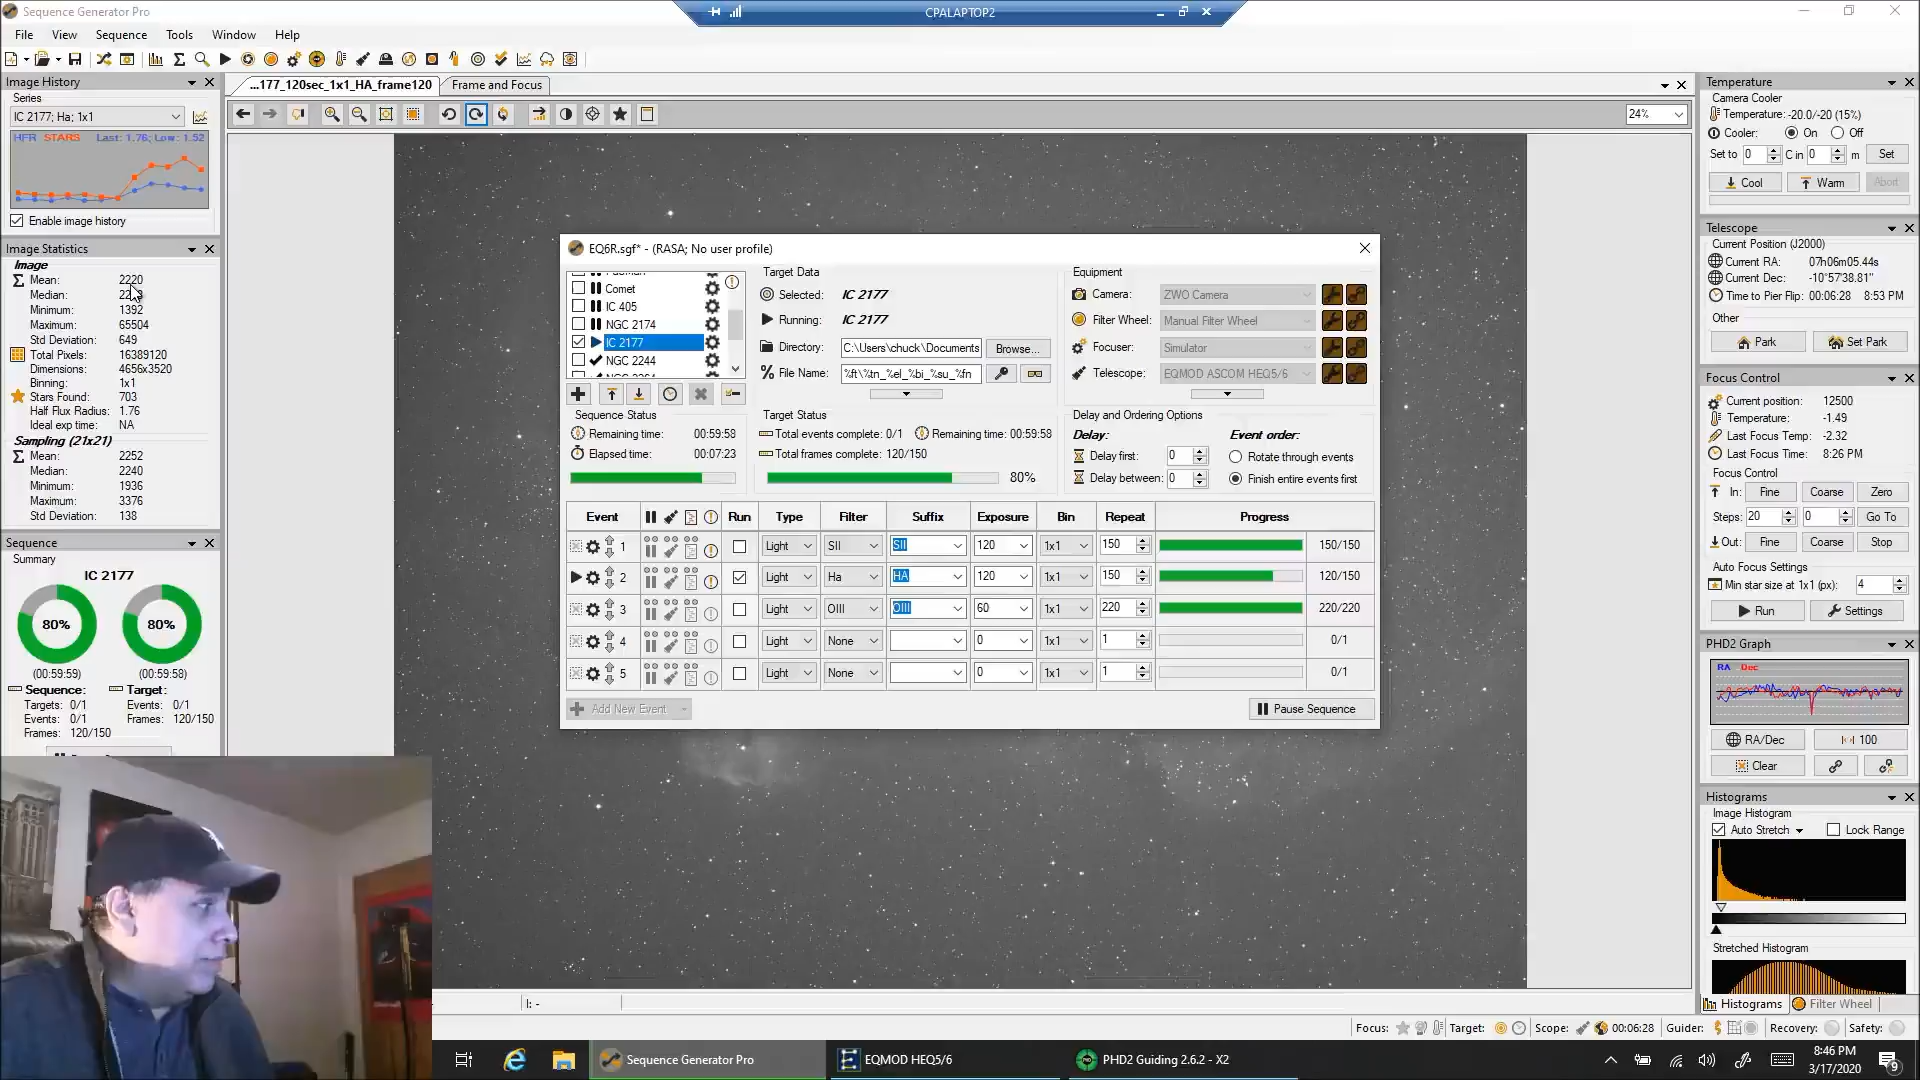 Sequence Generator Pro
CPALAPTOP2
File View Sequence Tools Window Help
Image History
Series
IC 2177; Ha; 1x1
HFR STARS Last: 1.76; Low: 1.52
Enable image history
Image Statistics
Image
Mean: 2220
Median:
Minimum: 1392
Maximum: 65504
Std Deviation: 649
Total Pixels: 16389120
Dimensions: 4656x3520
Binning: 1x1
Stars Found: 703
Half Flux Radius: 1.76
Ideal exp time: NA
Sampling (21x21)
Mean: 2252
Median: 2240
Minimum: 1936
Maximum: 3376
Std Deviation: 138
Sequence
Summary
IC 2177
80% 80%
(00:59:59) (00:59:58)
Sequence: Target:
Targets: 0/1 Events: 0/1
Events: 0/1 Frames: 120/150
Frames: 120/150
...177_120sec_1x1_HA_frame120 Frame and Focus
24%
EQ6R.sgf* - (RASA; No user profile)
Comet
IC 405
NGC 2174
IC 2177
NGC 2244
Target Data
Selected: IC 2177
Running: IC 2177
Directory: C:\Users\chuck\Documents Browse...
File Name: %ft\%tn_%el_%bi_%su_%fn
Equipment
Camera: ZWO Camera
Filter Wheel: Manual Filter Wheel
Focuser: Simulator
Telescope: EQMOD ASCOM HEQ5/6
Sequence Status
Remaining time: 00:59:58
Elapsed time: 00:07:23
Target Status
Total events complete: 0/1 Remaining time: 00:59:58
Total frames complete: 120/150
80%
Delay and Ordering Options
Delay: Event order:
Delay first: 0 Rotate through events
Delay between: 0 Finish entire events first
Event Run Type Filter Suffix Exposure Bin Repeat Progress
1 Light SII SII 120 1x1 150 150/150
2 Light Ha HA 120 1x1 150 120/150
3 Light OIII OIII 60 1x1 220 220/220
4 Light None 0 1x1 1 0/1
5 Light None 0 1x1 1 0/1
Add New Event Pause Sequence
I: -
Temperature
Camera Cooler
Temperature: -20.0/-20 (15%)
Cooler: On Off
Set to 0 C in 0 m Set
Cool Warm Abort
Telescope
Current Position (J2000)
Current RA: 07h06m05.44s
Current Dec: -10°57'38.81"
Time to Pier Flip: 00:06:28 8:53 PM
Other
Park Set Park
Focus Control
Current position: 12500
Temperature: -1.49
Last Focus Temp: -2.32
Last Focus Time: 8:26 PM
Focus Control
In: Fine Coarse Zero
Steps: 20 0 Go To
Out: Fine Coarse Stop
Auto Focus Settings
Min star size at 1x1 (px): 4
Run Settings
PHD2 Graph
RA Dec
RA/Dec 100
Clear
Histograms
Image Histogram
Auto Stretch Lock Range
Stretched Histogram
Histograms Filter Wheel
Focus: Target: Scope: 00:06:28 Guider: Recovery: Safety:
Sequence Generator Pro EQMOD HEQ5/6 PHD2 Guiding 2.6.2 - X2
8:46 PM
3/17/2020
9